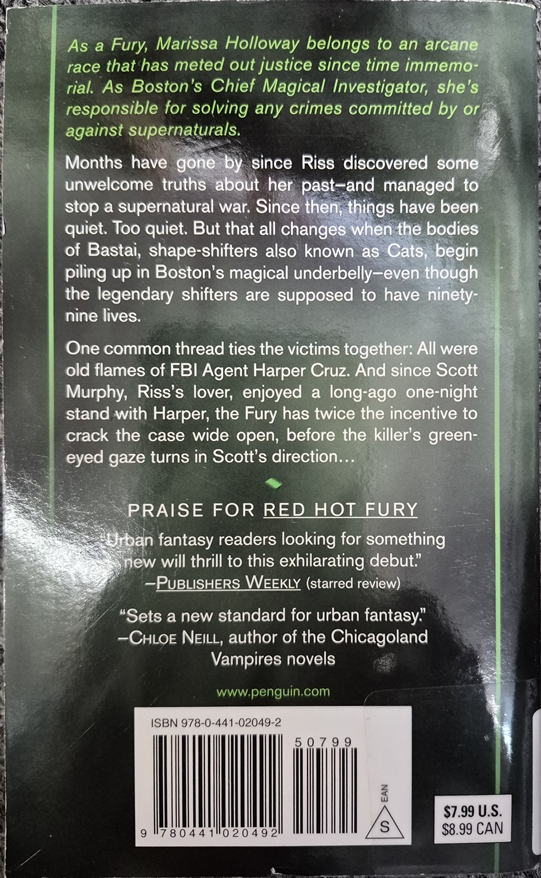 As a Fury, Marissa Holloway belongs to an arcane
race that has meted out justice since time immemo-
rial. As Boston's Chief Magical Investigator, she's
responsible for solving any crimes committed by or
against supernaturals.
Months have gone by since Riss discovered some
unwelcome truths about her past—and managed to
stop a supernatural war. Since then, things have been
quiet. Too quiet. But that all changes when the bodies
of Bastai, shape-shifters also known as Cats, begin
piling up in Boston's magical underbelly—even though
the legendary shifters are supposed to have ninety-
nine lives.
One common thread ties the victims together: All were
old flames of FBI Agent Harper Cruz. And since Scott
Murphy, Riss's lover, enjoyed a long-ago one-night
stand with Harper, the Fury has twice the incentive to
crack the case wide open, before the killer's green-
eyed gaze turns in Scott's direction...
PRAISE FOR RED HOT FURY
"Urban fantasy readers looking for something
new will thrill to this exhilarating debut."
—PUBLISHERS WEEKLY (starred review)
"Sets a new standard for urban fantasy."
—CHLOE NEILL, author of the Chicagoland
Vampires novels
www.penguin.com
ISBN 978-0-441-02049-2
50799
9 780441 020492
EAN
S
$7.99 U.S.
$8.99 CAN